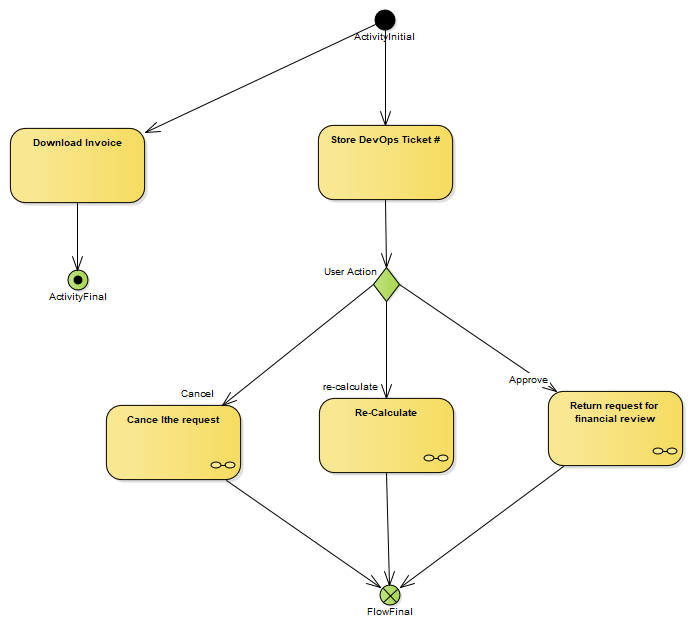 ActivityInitial
Download Invoice
Store DevOps Ticket #
User Action
ActivityFinal
Cancel
re-calculate
Approve
Cance lthe request
Re-Calculate
Return request for
financial review
FlowFinal